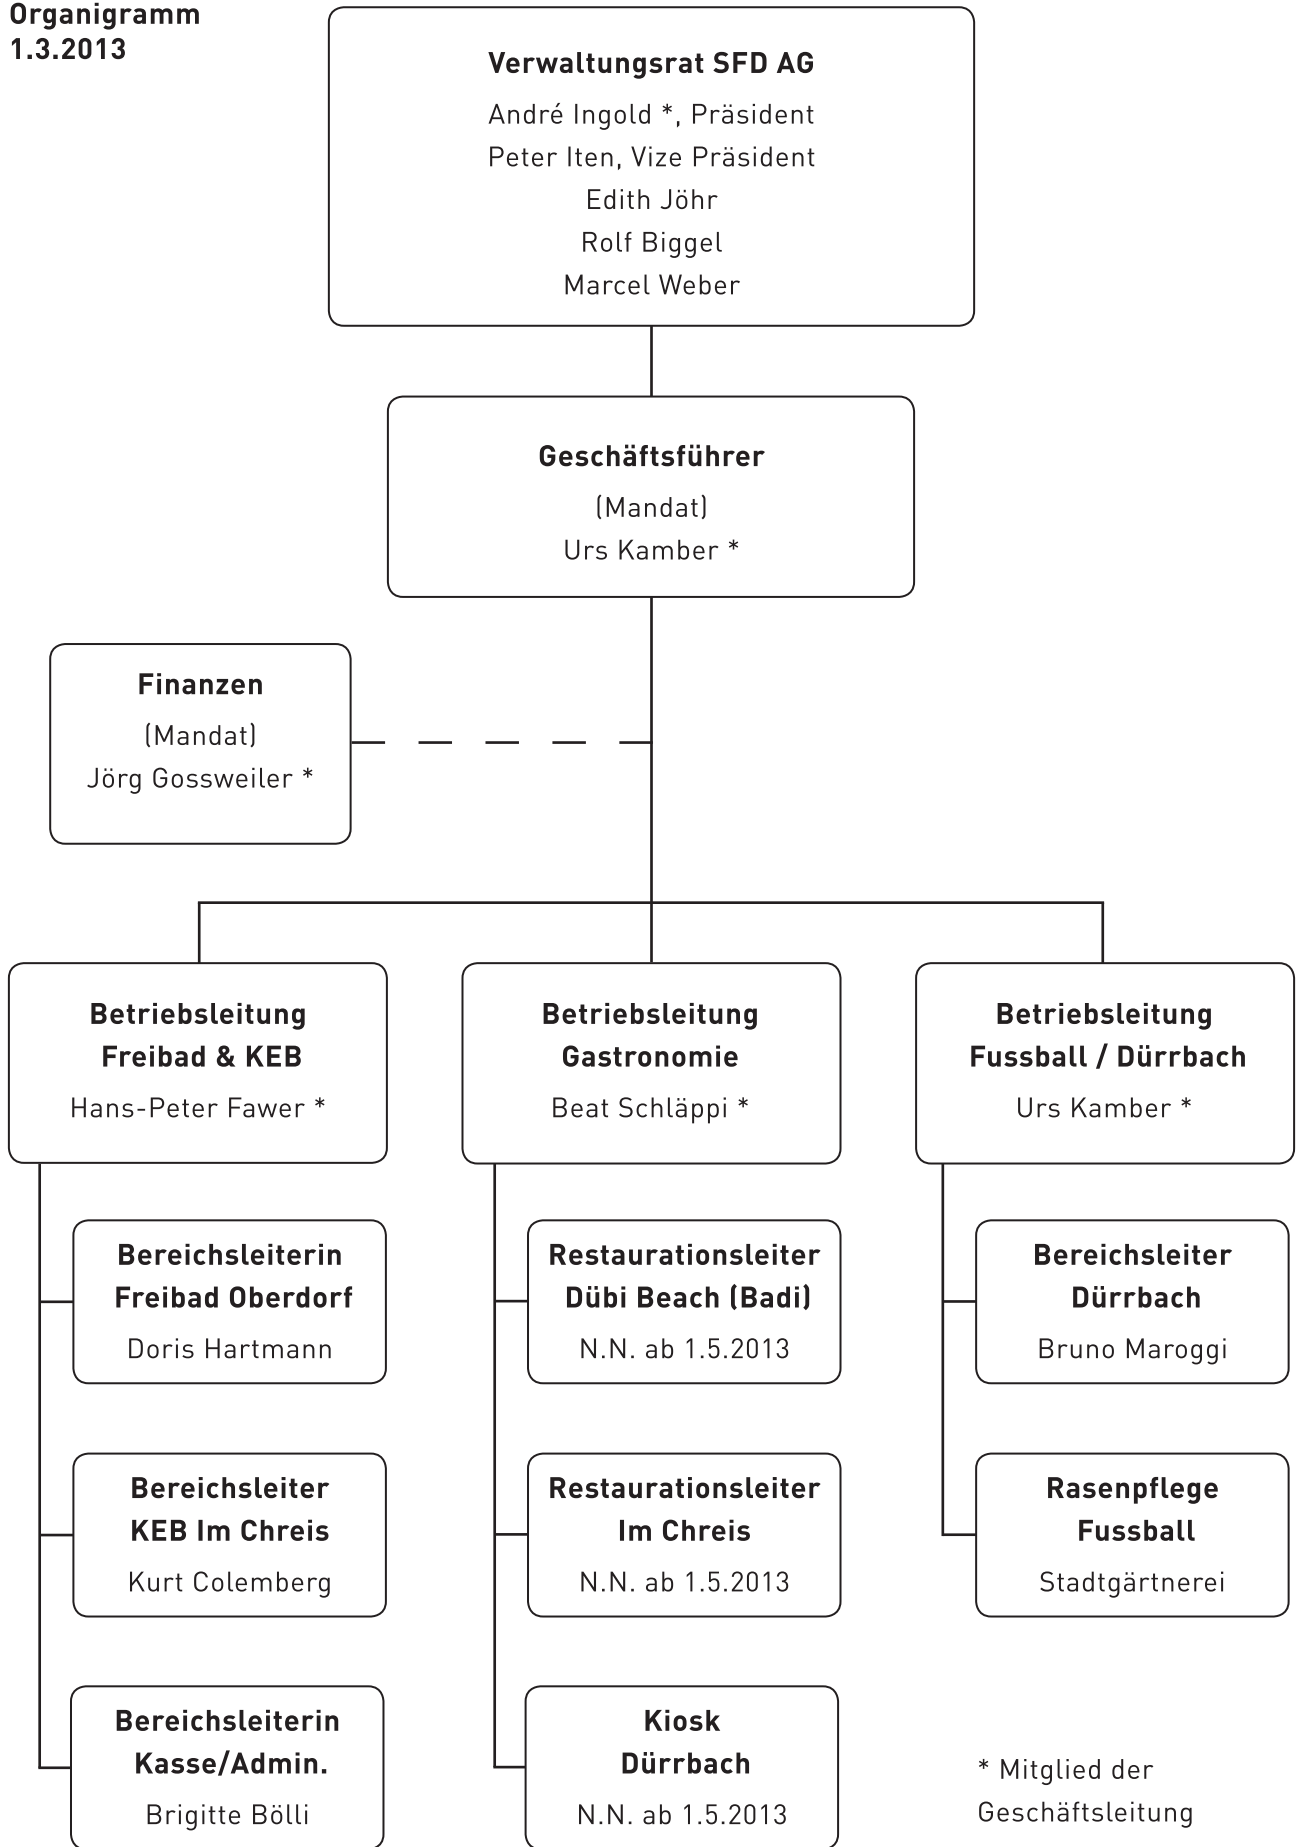 Organigramm
1.3.2013
Verwaltungsrat SFD AG
André Ingold *, Präsident
Peter Iten, Vize Präsident
Edith Jöhr
Rolf Biggel
Marcel Weber
Geschäftsführer
(Mandat)
Urs Kamber *
Finanzen
(Mandat)
Jörg Gossweiler *
Betriebsleitung
Freibad & KEB
Hans-Peter Fawer *
Betriebsleitung
Gastronomie
Beat Schläppi *
Betriebsleitung
Fussball / Dürrbach
Urs Kamber *
Bereichsleiterin
Freibad Oberdorf
Doris Hartmann
Restaurationsleiter
Dübi Beach (Badi)
N.N. ab 1.5.2013
Bereichsleiter
Dürrbach
Bruno Maroggi
Bereichsleiter
KEB Im Chreis
Kurt Colemberg
Restaurationsleiter
Im Chreis
N.N. ab 1.5.2013
Rasenpflege
Fussball
Stadtgärtnerei
Bereichsleiterin
Kasse/Admin.
Brigitte Bölli
Kiosk
Dürrbach
N.N. ab 1.5.2013
* Mitglied der
Geschäftsleitung